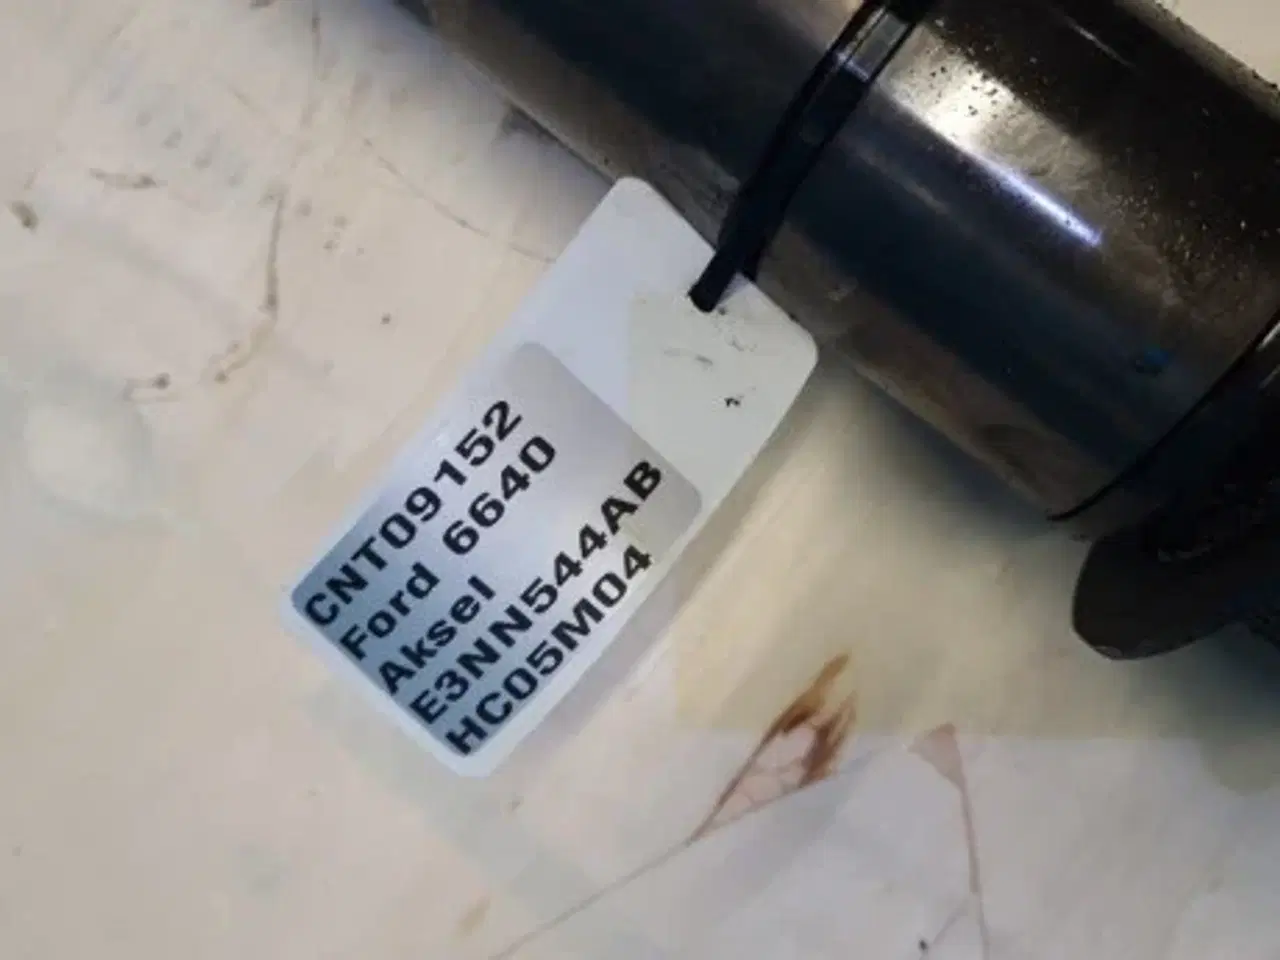 CNT09152
Ford 6640
Aksel
E3NN544AB
HC05M04